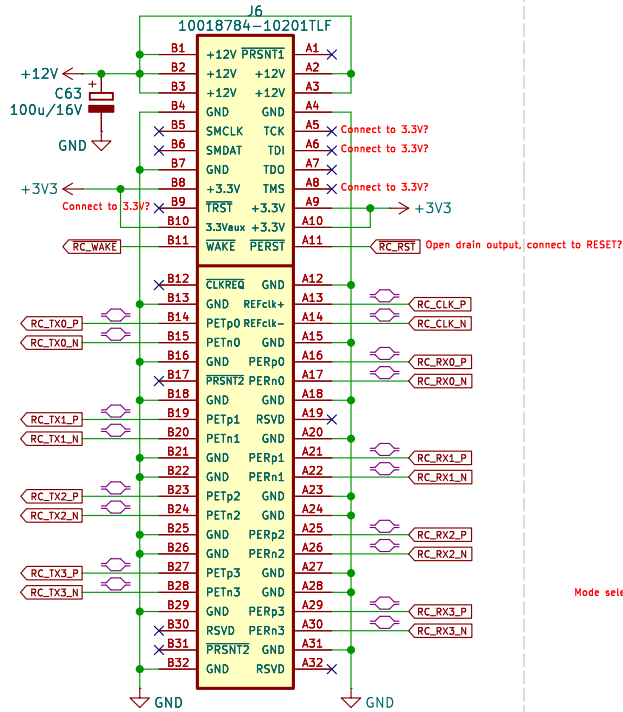 J6
10018784-10201TLF
B1 +12V PRSNT1 A1
+12V B2 +12V +12V A2
B3 +12V +12V A3
C63 +
100u/16V
GND
B4 GND GND A4
B5 SMCLK TCK A5 Connect to 3.3V?
B6 SMDAT TDI A6 Connect to 3.3V?
B7 GND TDO A7
+3V3 B8 +3.3V TMS A8 Connect to 3.3V?
Connect to 3.3V? B9 TRST +3.3V A9 +3V3
B10 3.3Vaux +3.3V A10
RC_WAKE B11 WAKE PERST A11 RC_RST Open drain output, connect to RESET?
B12 CLKREQ GND A12
B13 GND REFclk+ A13 RC_CLK_P
RC_TX0_P B14 PETp0 REFclk- A14 RC_CLK_N
RC_TX0_N B15 PETn0 GND A15
B16 GND PERp0 A16 RC_RX0_P
B17 PRSNT2 PERn0 A17 RC_RX0_N
B18 GND GND A18
RC_TX1_P B19 PETp1 RSVD A19
RC_TX1_N B20 PETn1 GND A20
B21 GND PERp1 A21 RC_RX1_P
B22 GND PERn1 A22 RC_RX1_N
RC_TX2_P B23 PETp2 GND A23
RC_TX2_N B24 PETn2 GND A24
B25 GND PERp2 A25 RC_RX2_P
B26 GND PERn2 A26 RC_RX2_N
RC_TX3_P B27 PETp3 GND A27
RC_TX3_N B28 PETn3 GND A28
Mode sele
B29 GND PERp3 A29 RC_RX3_P
B30 RSVD PERn3 A30 RC_RX3_N
B31 PRSNT2 GND A31
B32 GND RSVD A32
GND GND